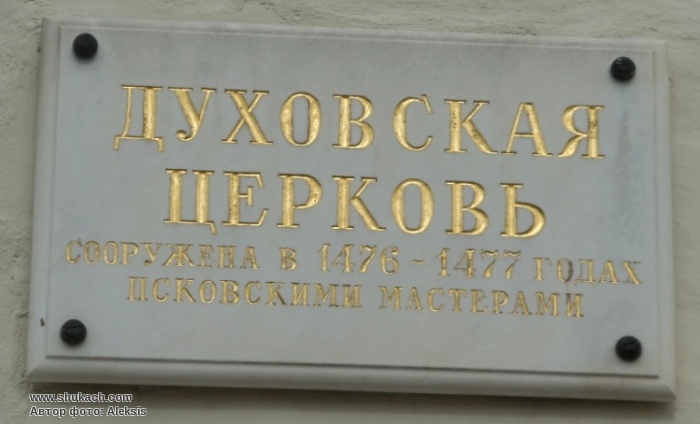 ДУХОВСКАЯ
ЦЕРКОВЬ
СООРУЖЕНА В 1476 - 1477 ГОДАХ
ПСКОВСКИМИ МАСТЕРАМИ
www.shukach.com
Автор фото: Aleksis